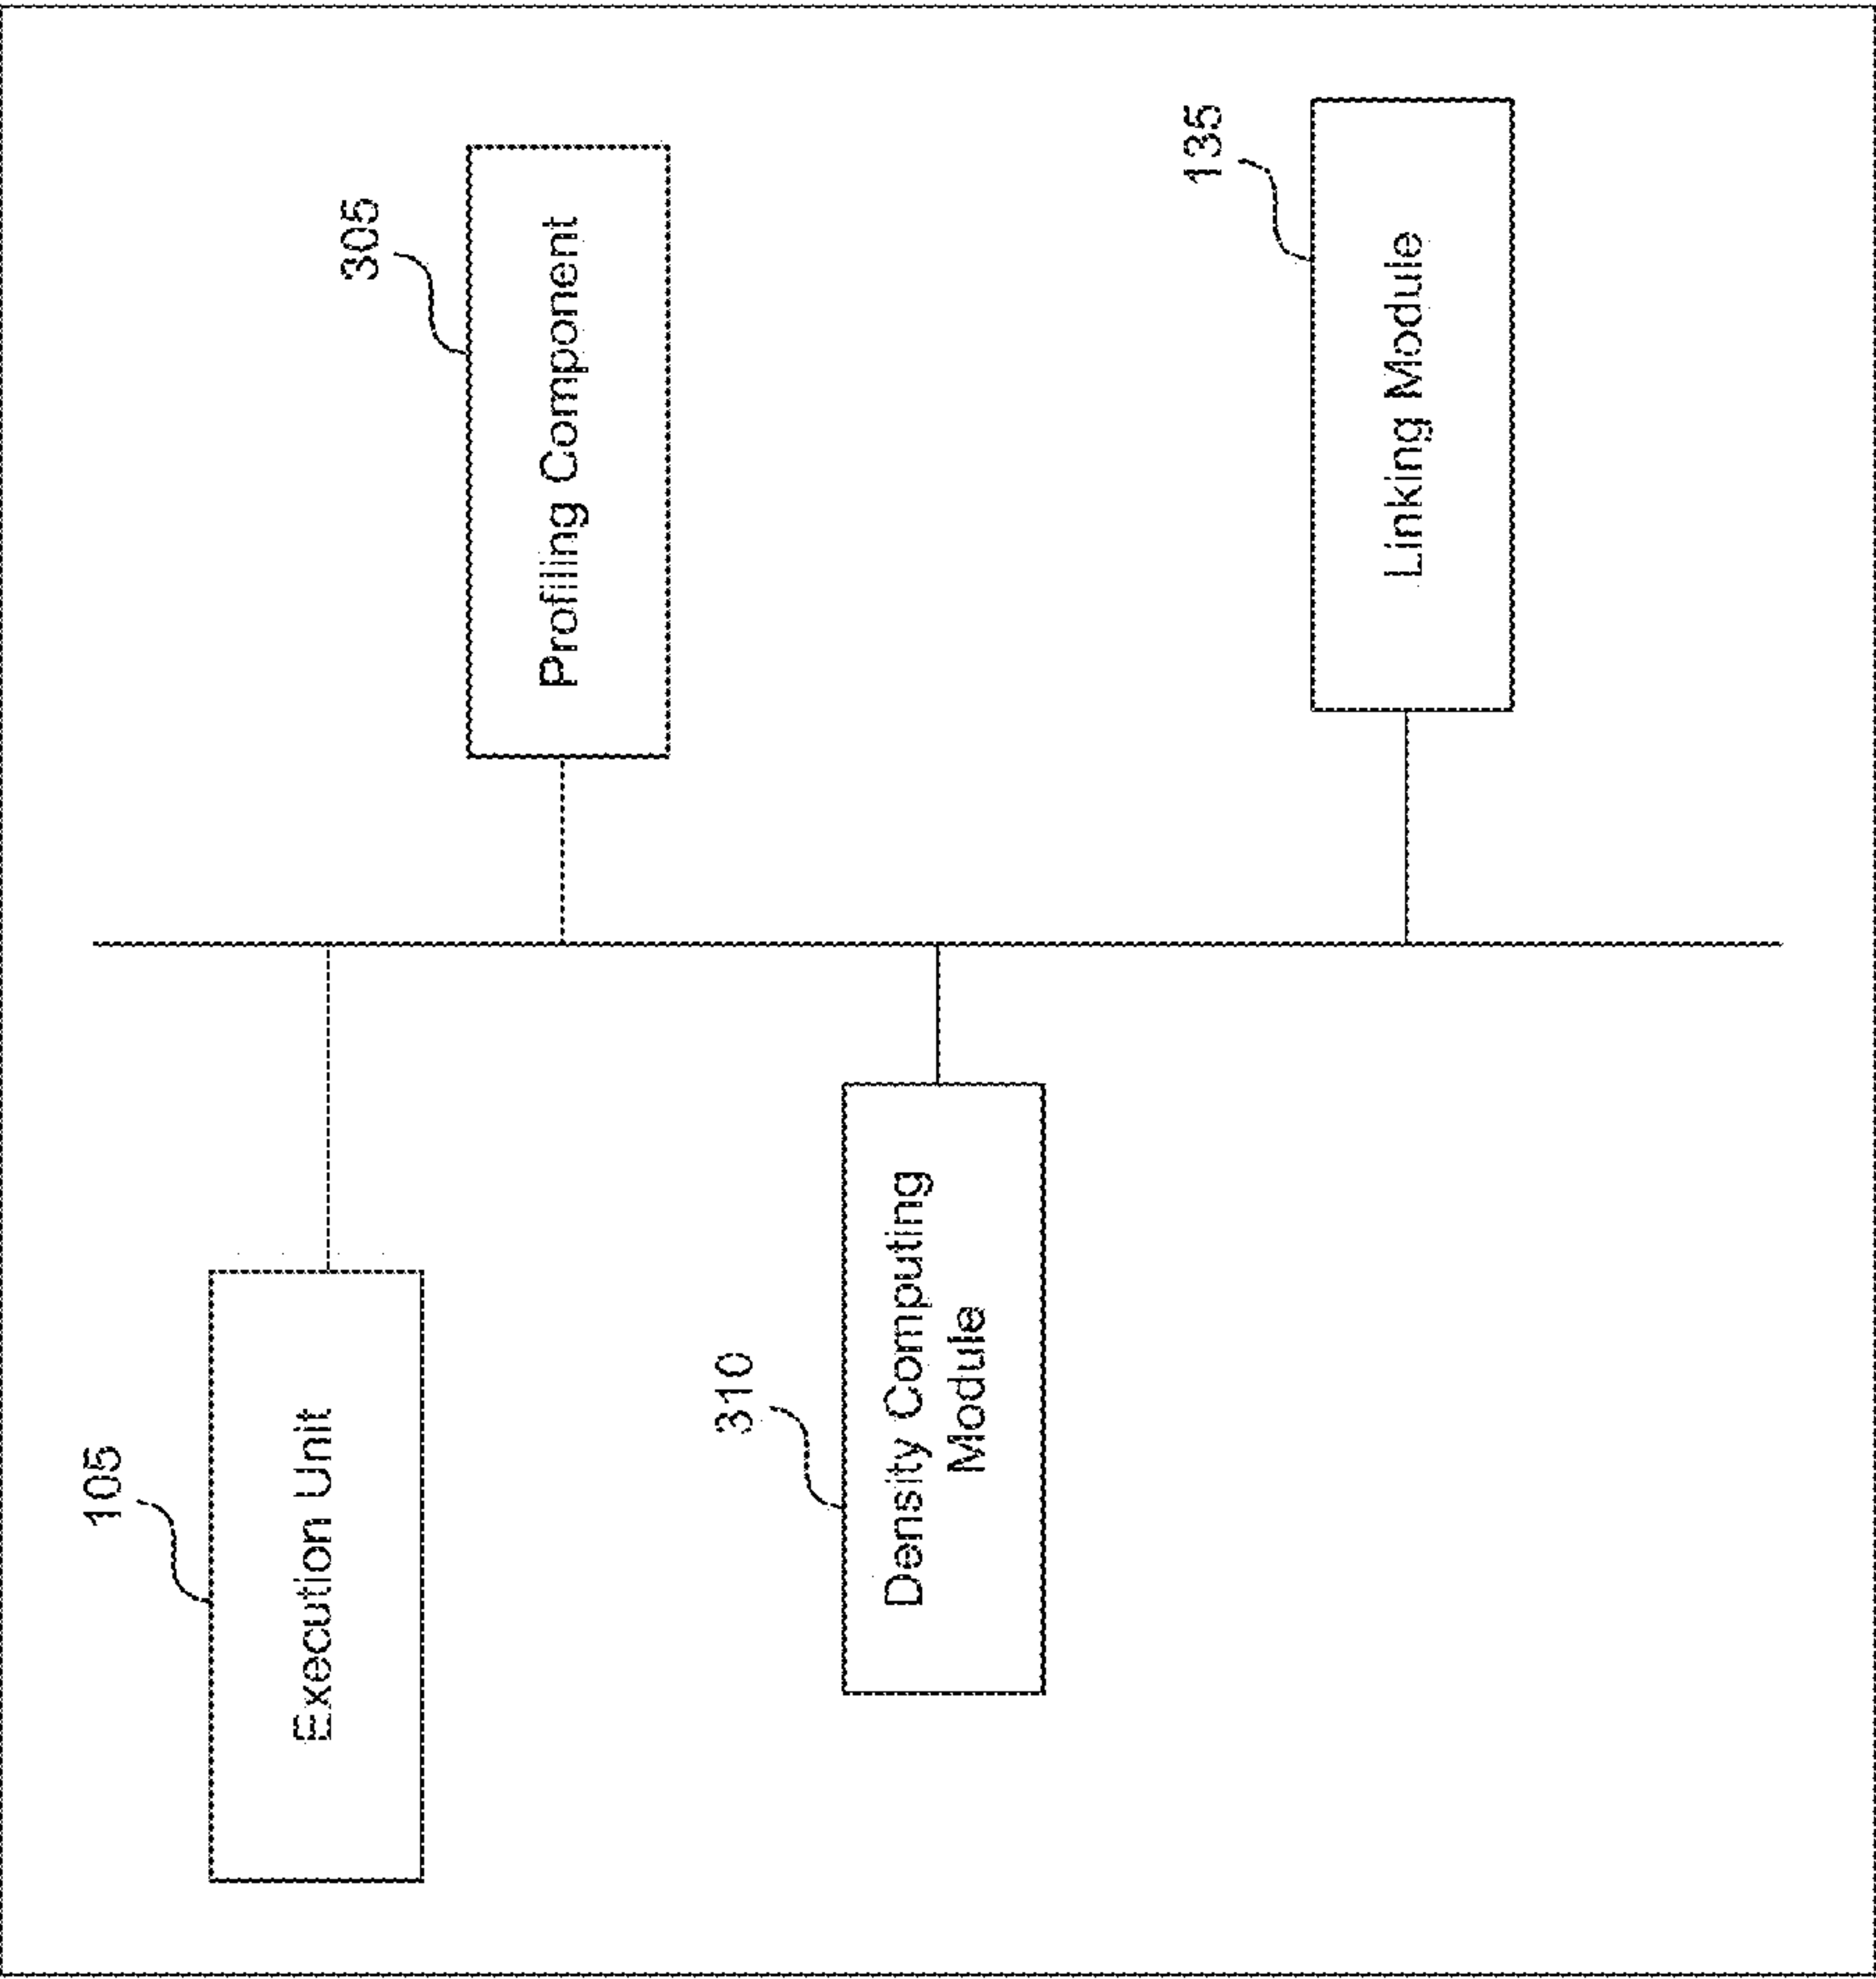 105
Execution Unit
305
Profiling Component
310
Density Computing
Module
135
Linking Module